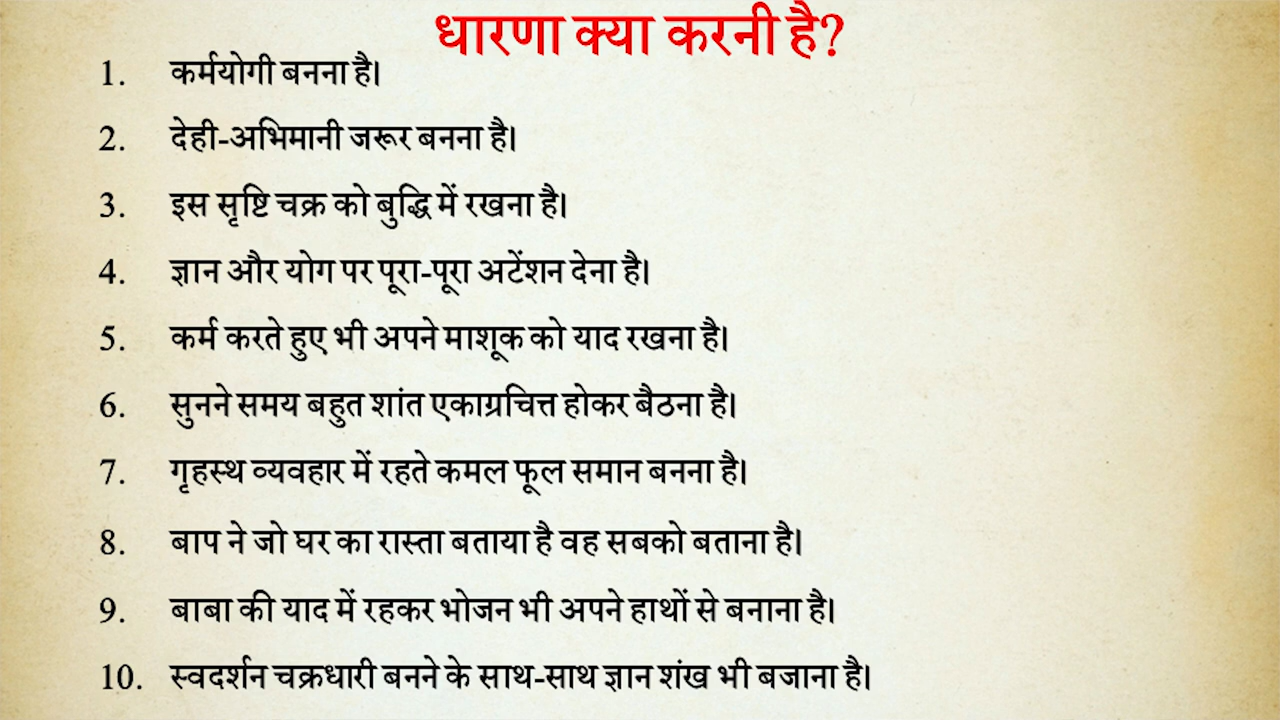 धारणा क्या करनी है?
1. कर्मयोगी बनना है।
2. देही-अभिमानी जरूर बनना है।
3. इस सृष्टि चक्र को बुद्धि में रखना है।
4. ज्ञान और योग पर पूरा-पूरा अटेंशन देना है।
5. कर्म करते हुए भी अपने माशूक को याद रखना है।
6. सुनने समय बहुत शांत एकाग्रचित्त होकर बैठना है।
7. गृहस्थ व्यवहार में रहते कमल फूल समान बनना है।
8. बाप ने जो घर का रास्ता बताया है वह सबको बताना है।
9. बाबा की याद में रहकर भोजन भी अपने हाथों से बनाना है।
10. स्वदर्शन चक्रधारी बनने के साथ-साथ ज्ञान शंख भी बजाना है।